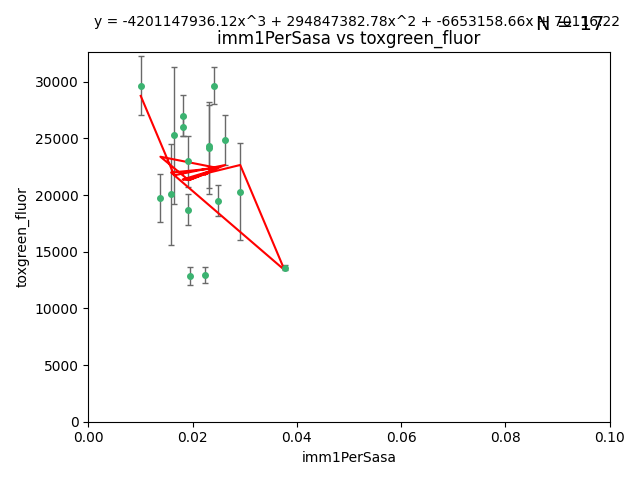 y = -4201147936.12x^3 + 294847382.78x^2 + -6653158.66x +
N = 17
imm1PerSasa vs toxgreen_fluor
30000
25000
20000
15000
10000
5000
0
toxgreen_fluor
0.00 0.02 0.04 0.06 0.08 0.10
imm1PerSasa